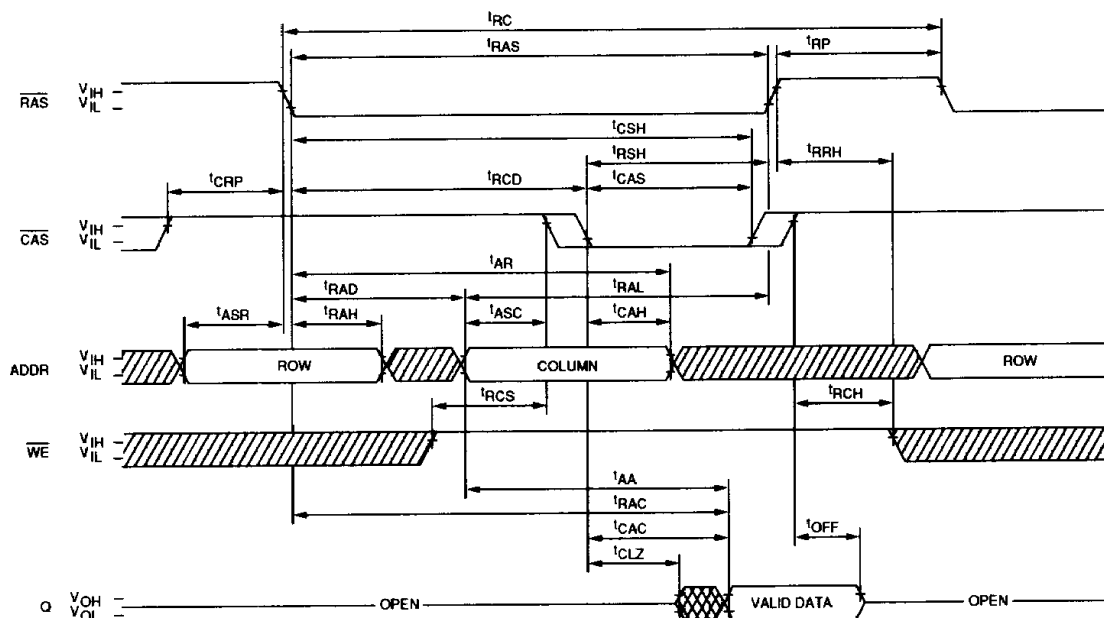 tRC
tRAS
tRP
RAS
VIH
VIL
tCSH
tRSH
tRRH
tCRP
tRCD
tCAS
CAS
VIH
VIL
tAR
tRAD
tRAL
tASR
tRAH
tASC
tCAH
ADDR
VIH
VIL
ROW
COLUMN
ROW
tRCS
tRCH
WE
VIH
VIL
tAA
tRAC
tCAC
tOFF
tCLZ
Q
VOH
VOL
OPEN
VALID DATA
OPEN